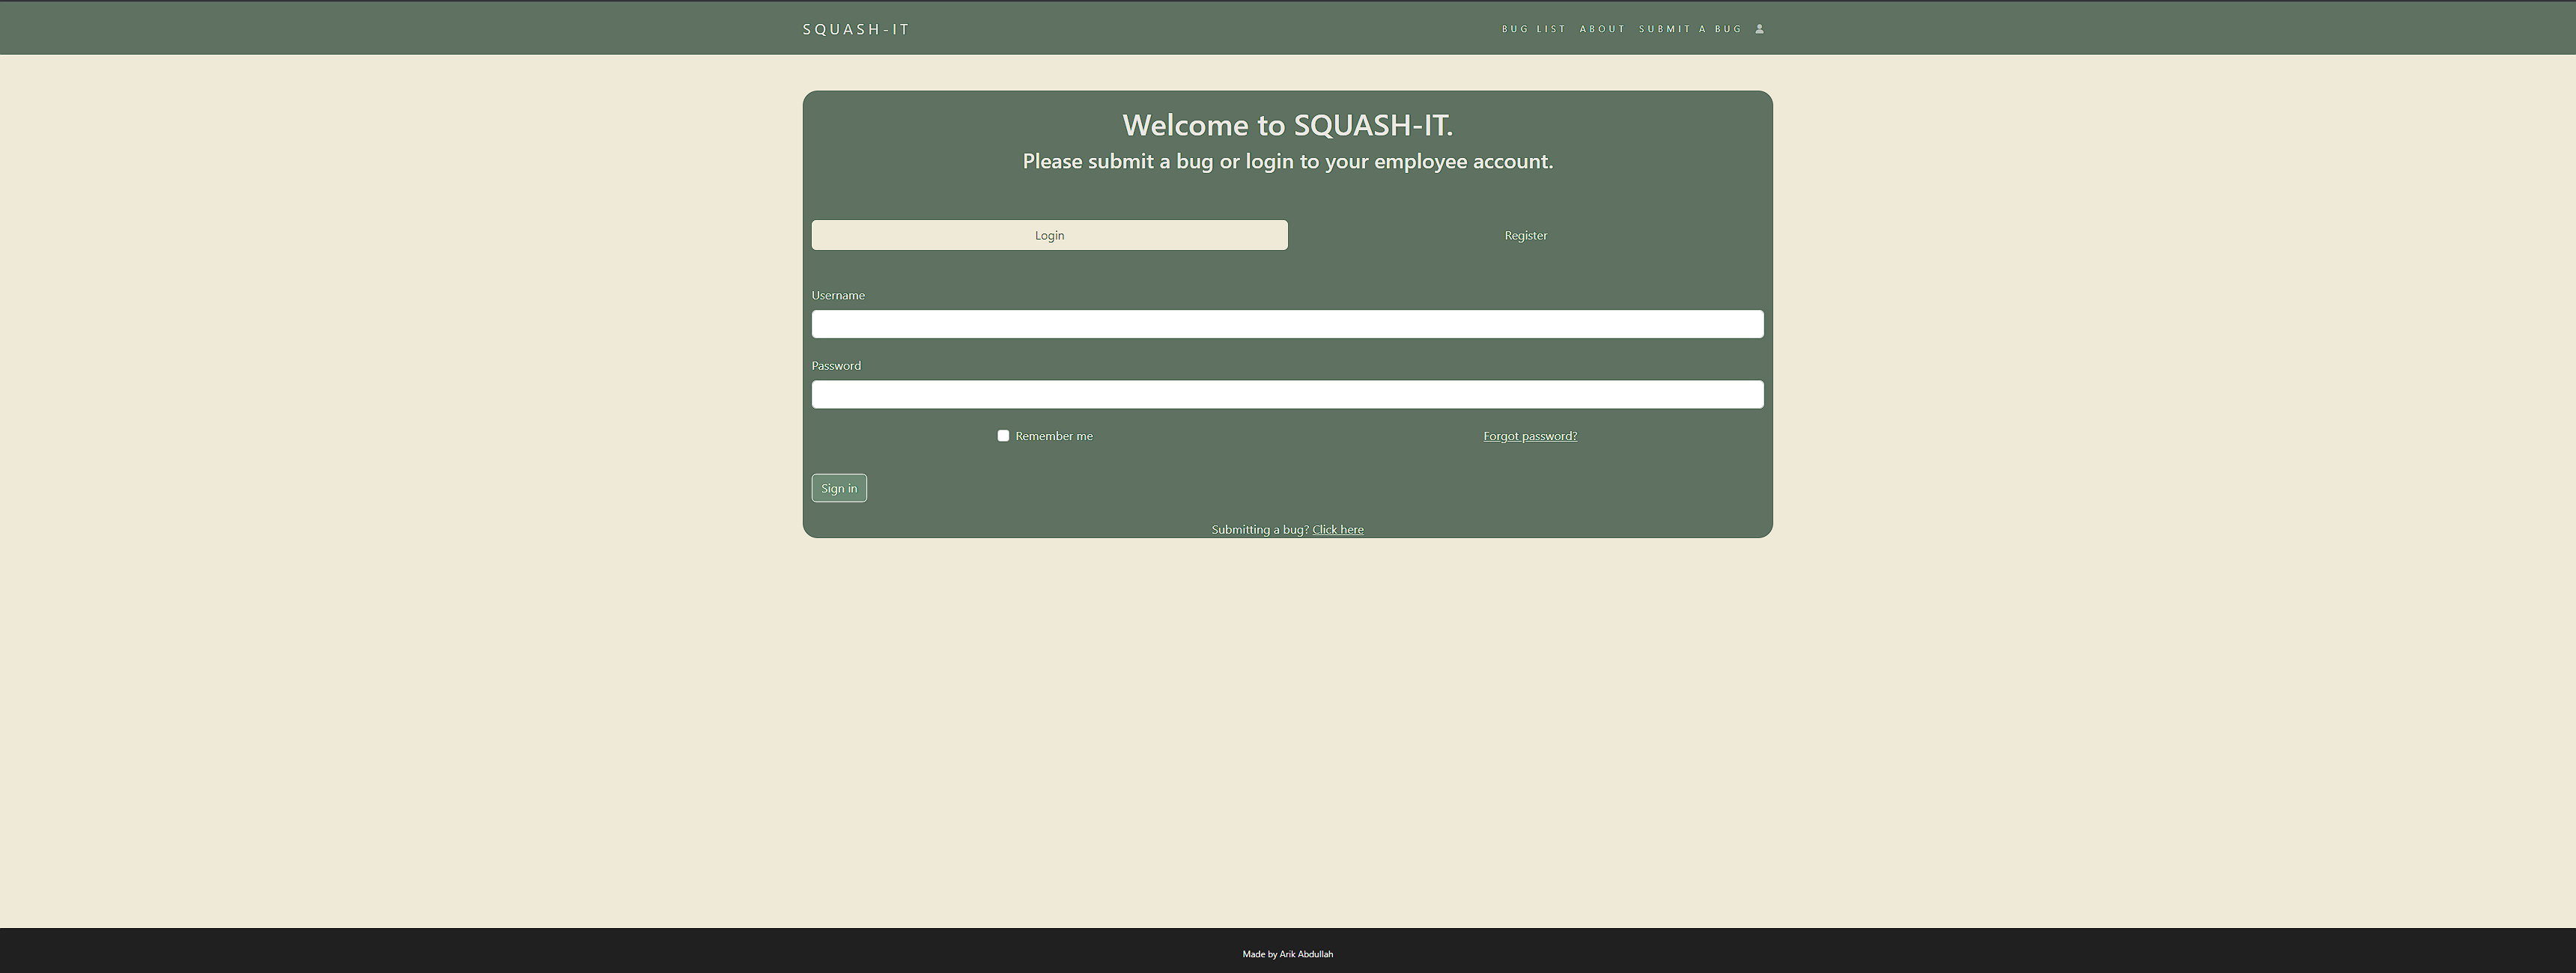 SQUASH-IT
BUG LIST ABOUT SUBMIT A BUG
Welcome to SQUASH-IT.
Please submit a bug or login to your employee account.
Login Register
Username
Password
Remember me Forgot password?
Sign in
Submitting a bug? Click here
Made by Arik Abdullah